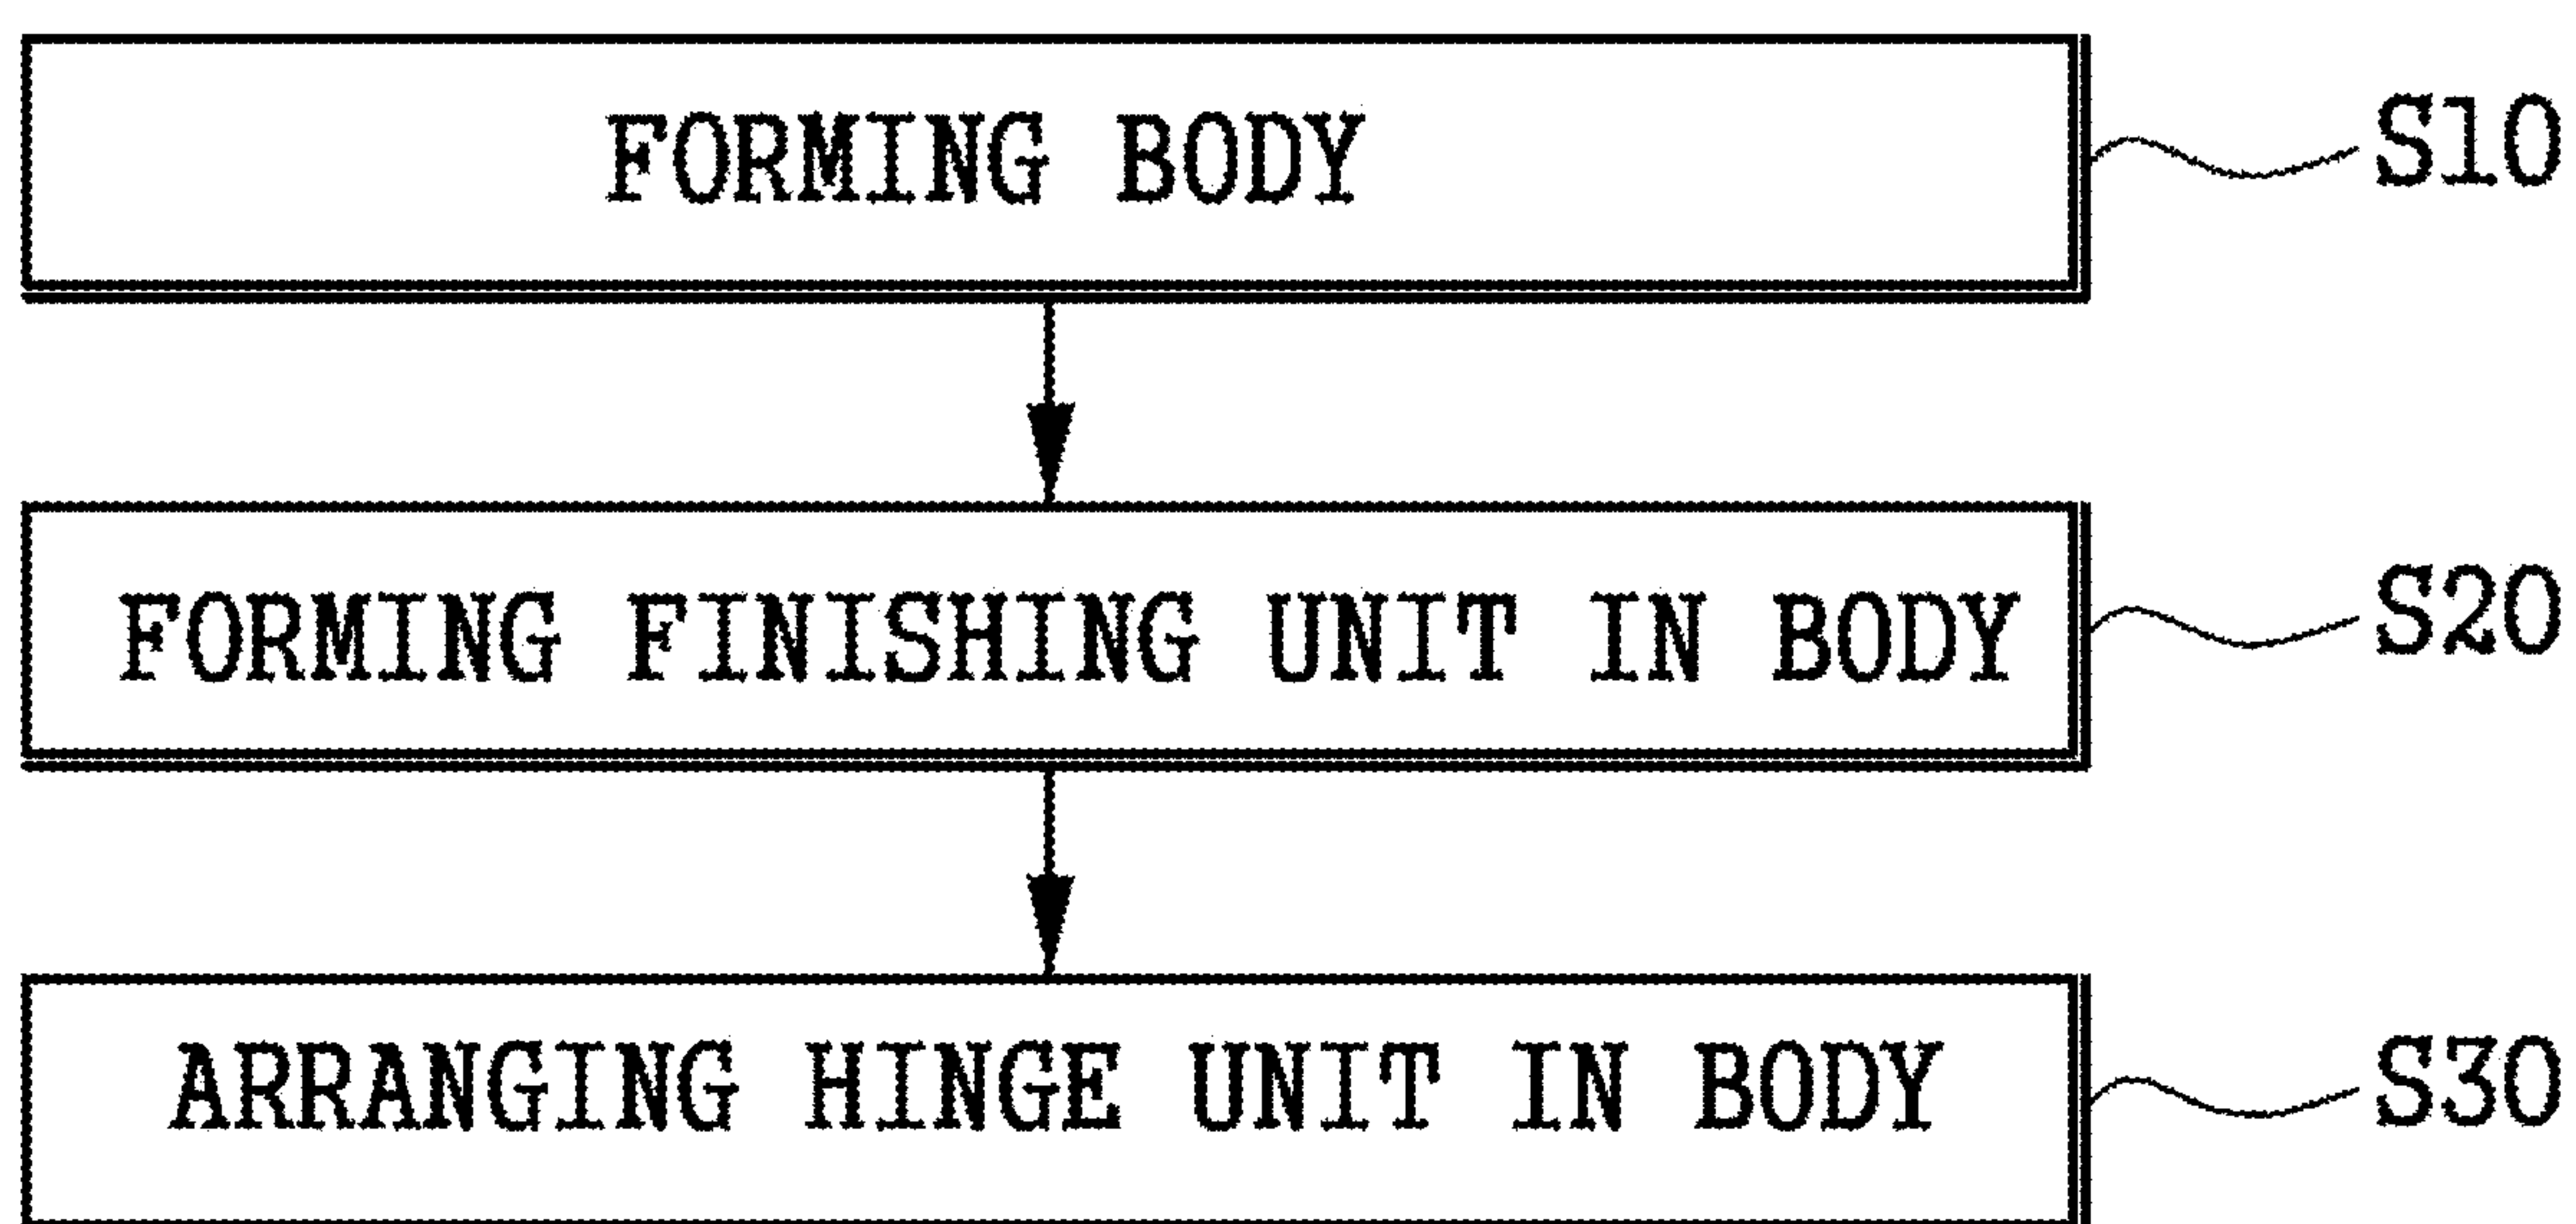 FORMING BODY S10
FORMING FINISHING UNIT IN BODY S20
ARRANGING HINGE UNIT IN BODY S30